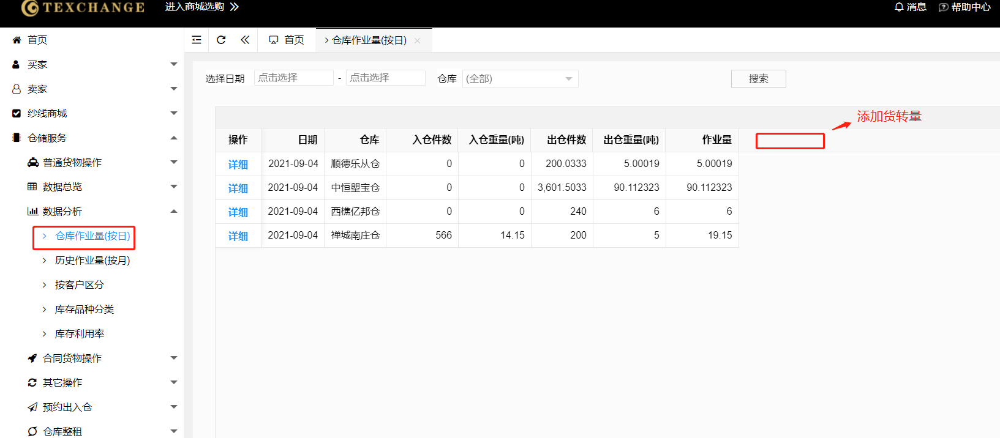 TEXCHANGE 进入商城选购 消息 帮助中心
首页
买家
卖家
纱线商城
仓储服务
普通货物操作
数据总览
数据分析
仓库作业量(按日)
历史作业量(按月)
按客户区分
库存品种分类
库存利用率
合同货物操作
其它操作
预约出入仓
仓库整租
首页 仓库作业量(按日)
选择日期 点击选择 - 点击选择 仓库 (全部) 搜索
添加货转量
操作 日期 仓库 入仓件数 入仓重量(吨) 出仓件数 出仓重量(吨) 作业量
详细 2021-09-04 顺德乐从仓 0 0 200.0333 5.00019 5.00019
详细 2021-09-04 中恒塱宝仓 0 0 3,601.5033 90.112323 90.112323
详细 2021-09-04 西樵亿邦仓 0 0 240 6 6
详细 2021-09-04 禅城南庄仓 566 14.15 200 5 19.15